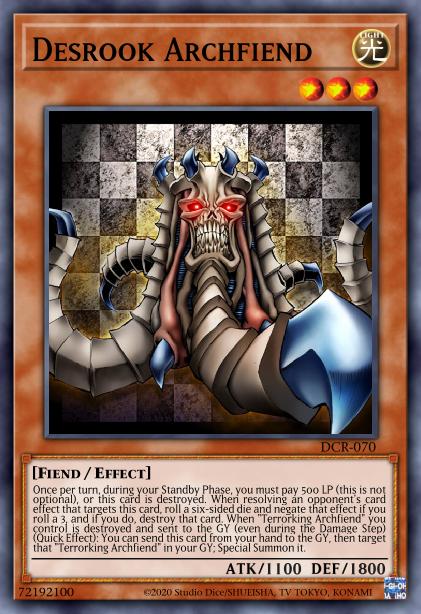 DESROOK ARCHFIEND
LIGHT
光
DCR-070
[FIEND / EFFECT]
Once per turn, during your Standby Phase, you must pay 500 LP (this is not
optional), or this card is destroyed. When resolving an opponent's card
effect that targets this card, roll a six-sided die and negate that effect if you
roll a 3, and if you do, destroy that card. When "Terrorking Archfiend" you
control is destroyed and sent to the GY (even during the Damage Step)
(Quick Effect): You can send this card from your hand to the GY, then target
that "Terrorking Archfiend" in your GY; Special Summon it.
ATK/1100 DEF/1800
72192100 ©2020 Studio Dice/SHUEISHA, TV TOKYO, KONAMI